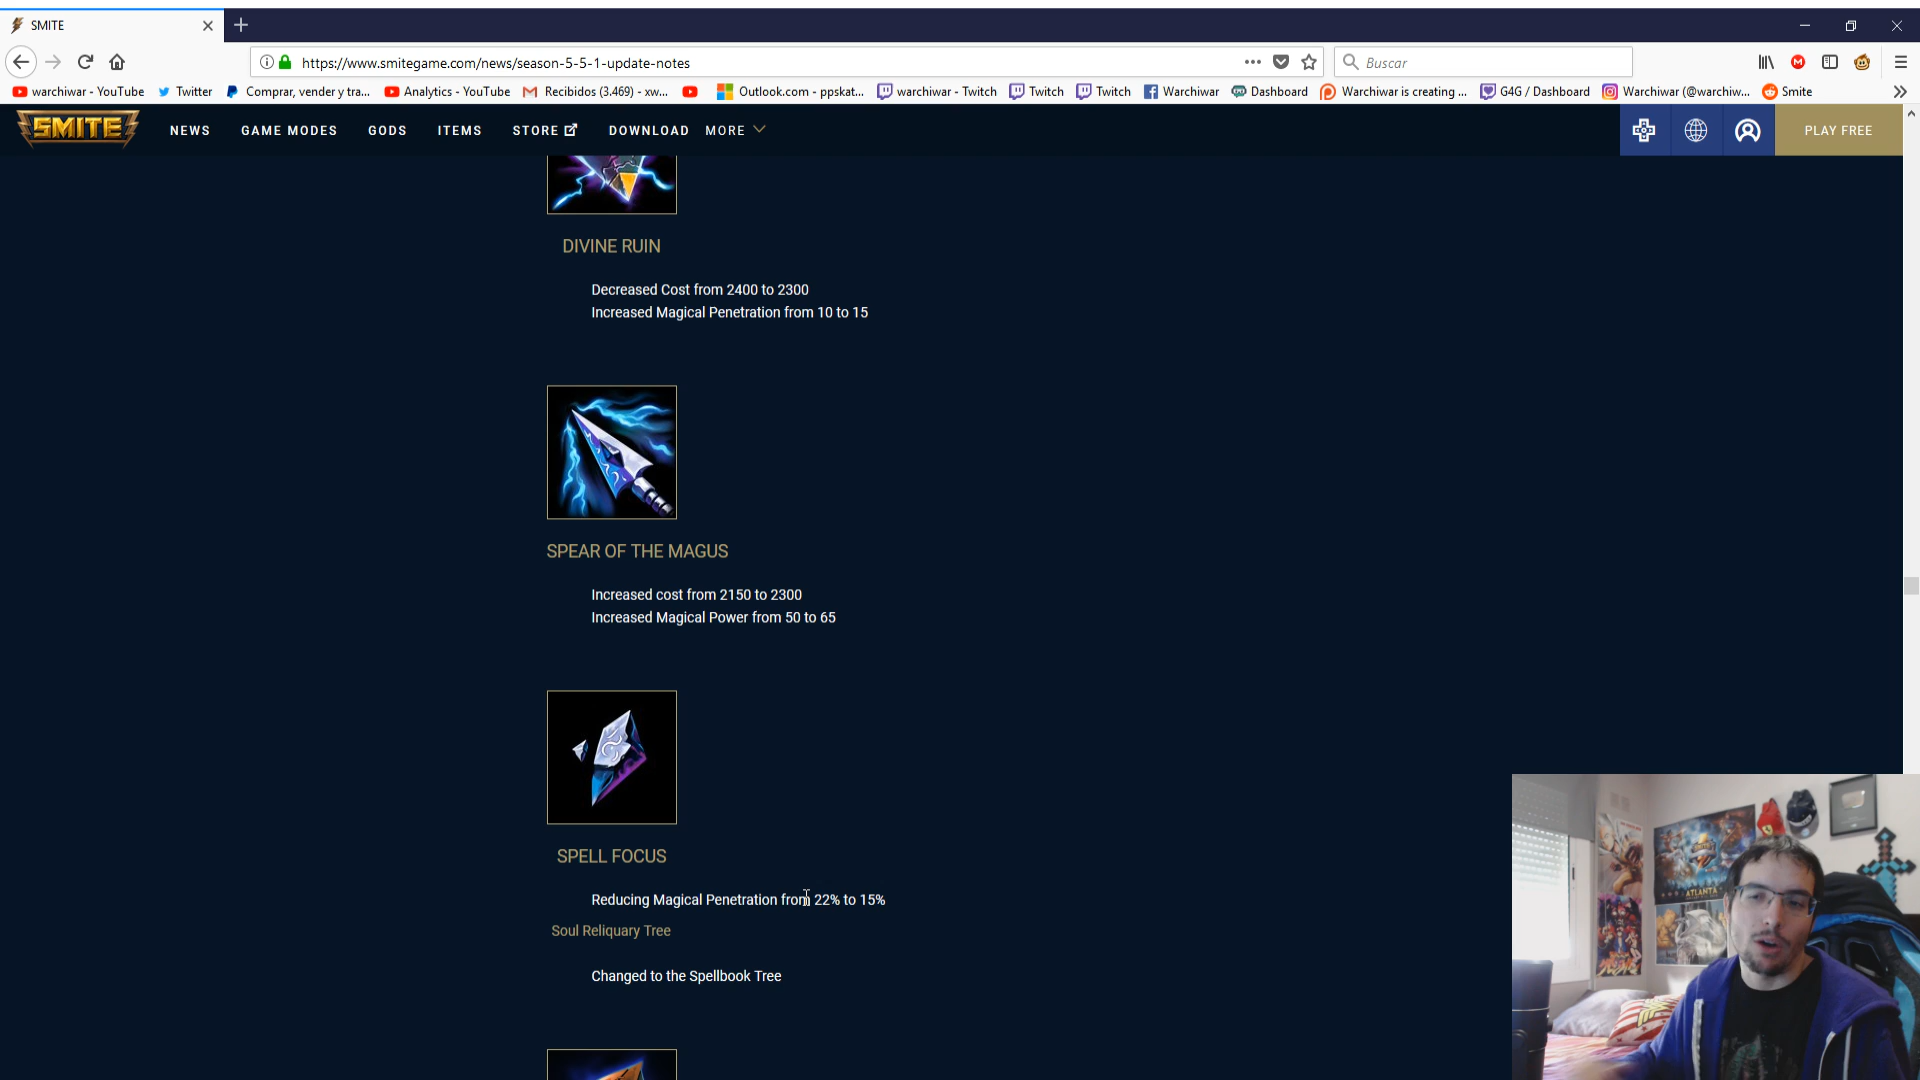 SMITE
https://www.smitegame.com/news/season-5-5-1-update-notes
Buscar
warchiwar - YouTube
Twitter
Comprar, vender y tra...
Analytics - YouTube
Recibidos (3.469) - xw...
Outlook.com - ppskat...
warchiwar - Twitch
Twitch
Twitch
Warchiwar
Dashboard
Warchiwar is creating ...
G4G / Dashboard
Warchiwar (@warchiw...
Smite
SMITE
NEWS
GAME MODES
GODS
ITEMS
STORE
DOWNLOAD
MORE
PLAY FREE
DIVINE RUIN
Decreased Cost from 2400 to 2300
Increased Magical Penetration from 10 to 15
SPEAR OF THE MAGUS
Increased cost from 2150 to 2300
Increased Magical Power from 50 to 65
SPELL FOCUS
Reducing Magical Penetration from 22% to 15%
Soul Reliquary Tree
Changed to the Spellbook Tree
ATLANTA